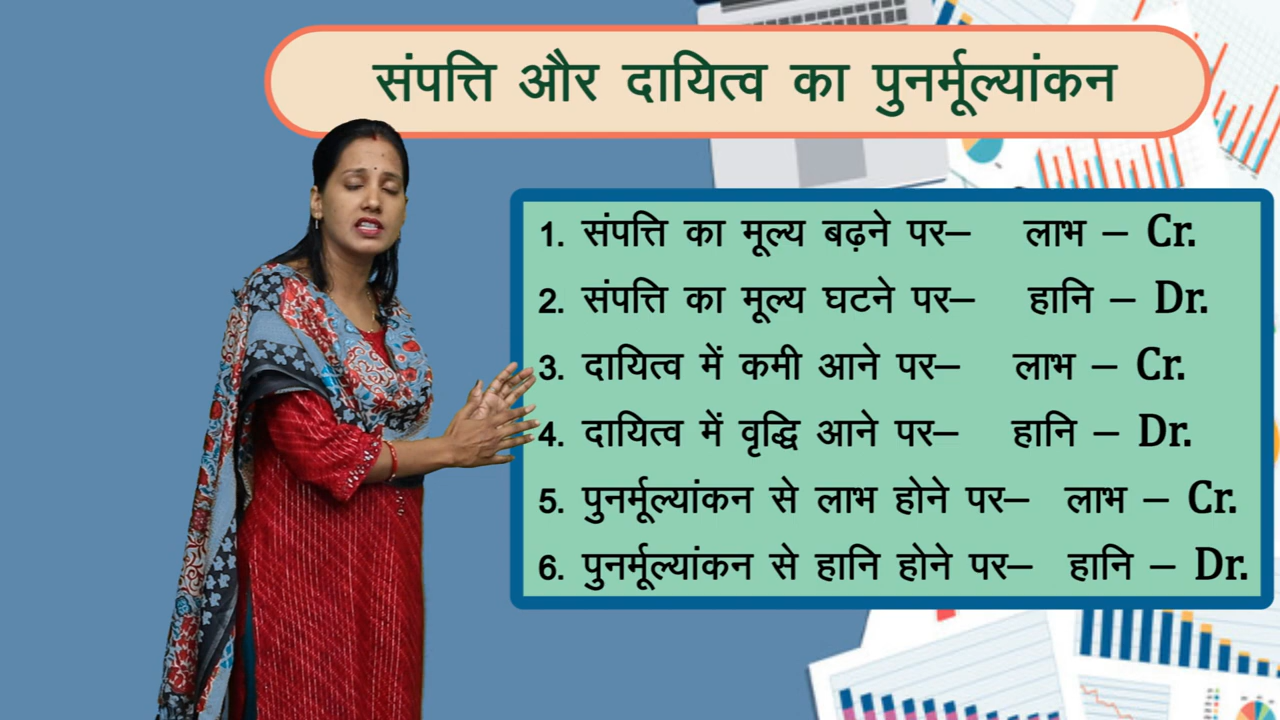 संपत्ति और दायित्व का पुनर्मूल्यांकन
1. संपत्ति का मूल्य बढ़ने पर– लाभ – Cr.
2. संपत्ति का मूल्य घटने पर– हानि – Dr.
3. दायित्व में कमी आने पर– लाभ – Cr.
4. दायित्व में वृद्धि आने पर– हानि – Dr.
5. पुनर्मूल्यांकन से लाभ होने पर– लाभ – Cr.
6. पुनर्मूल्यांकन से हानि होने पर– हानि – Dr.